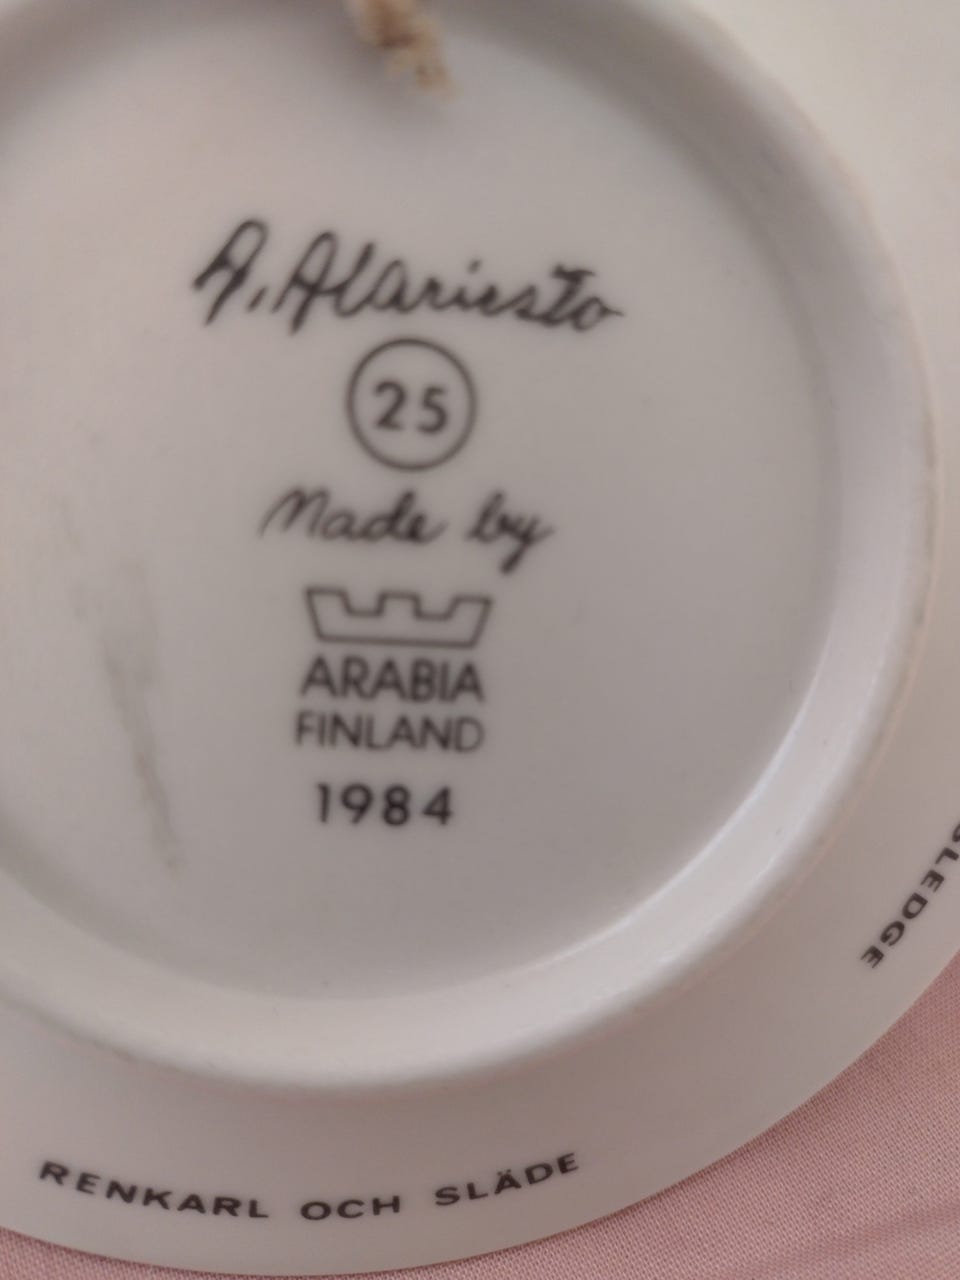 A. Alariesto
25
Made by
ARABIA
FINLAND
1984
SLEDGE
RENKARL OCH SLÄDE